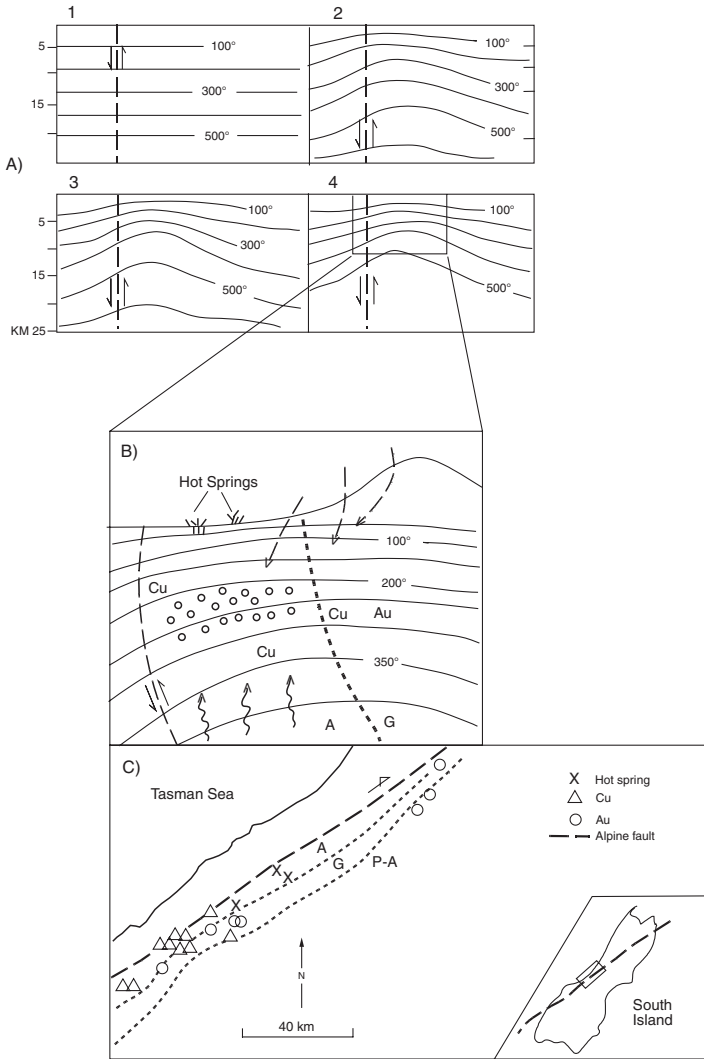 1
2
100°
100°
5
300°
300°
15
500°
500°
A)
3
4
100°
100°
5
300°
15
500°
500°
KM 25
B)
Hot Springs
100°
Cu
200°
Cu
Au
Cu
350°
A
G
C)
Tasman Sea
X Hot spring
Cu
Au
Alpine fault
A
G
P-A
X
X
X
N
40 km
South
Island